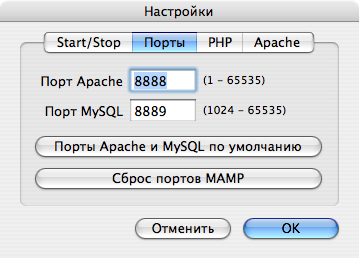 Настройки
Start/Stop Порты PHP Apache
Порт Apache 8888 (1 – 65535)
Порт MySQL 8889 (1024 – 65535)
Порты Apache и MySQL по умолчанию
Сброс портов MAMP
Отменить OK